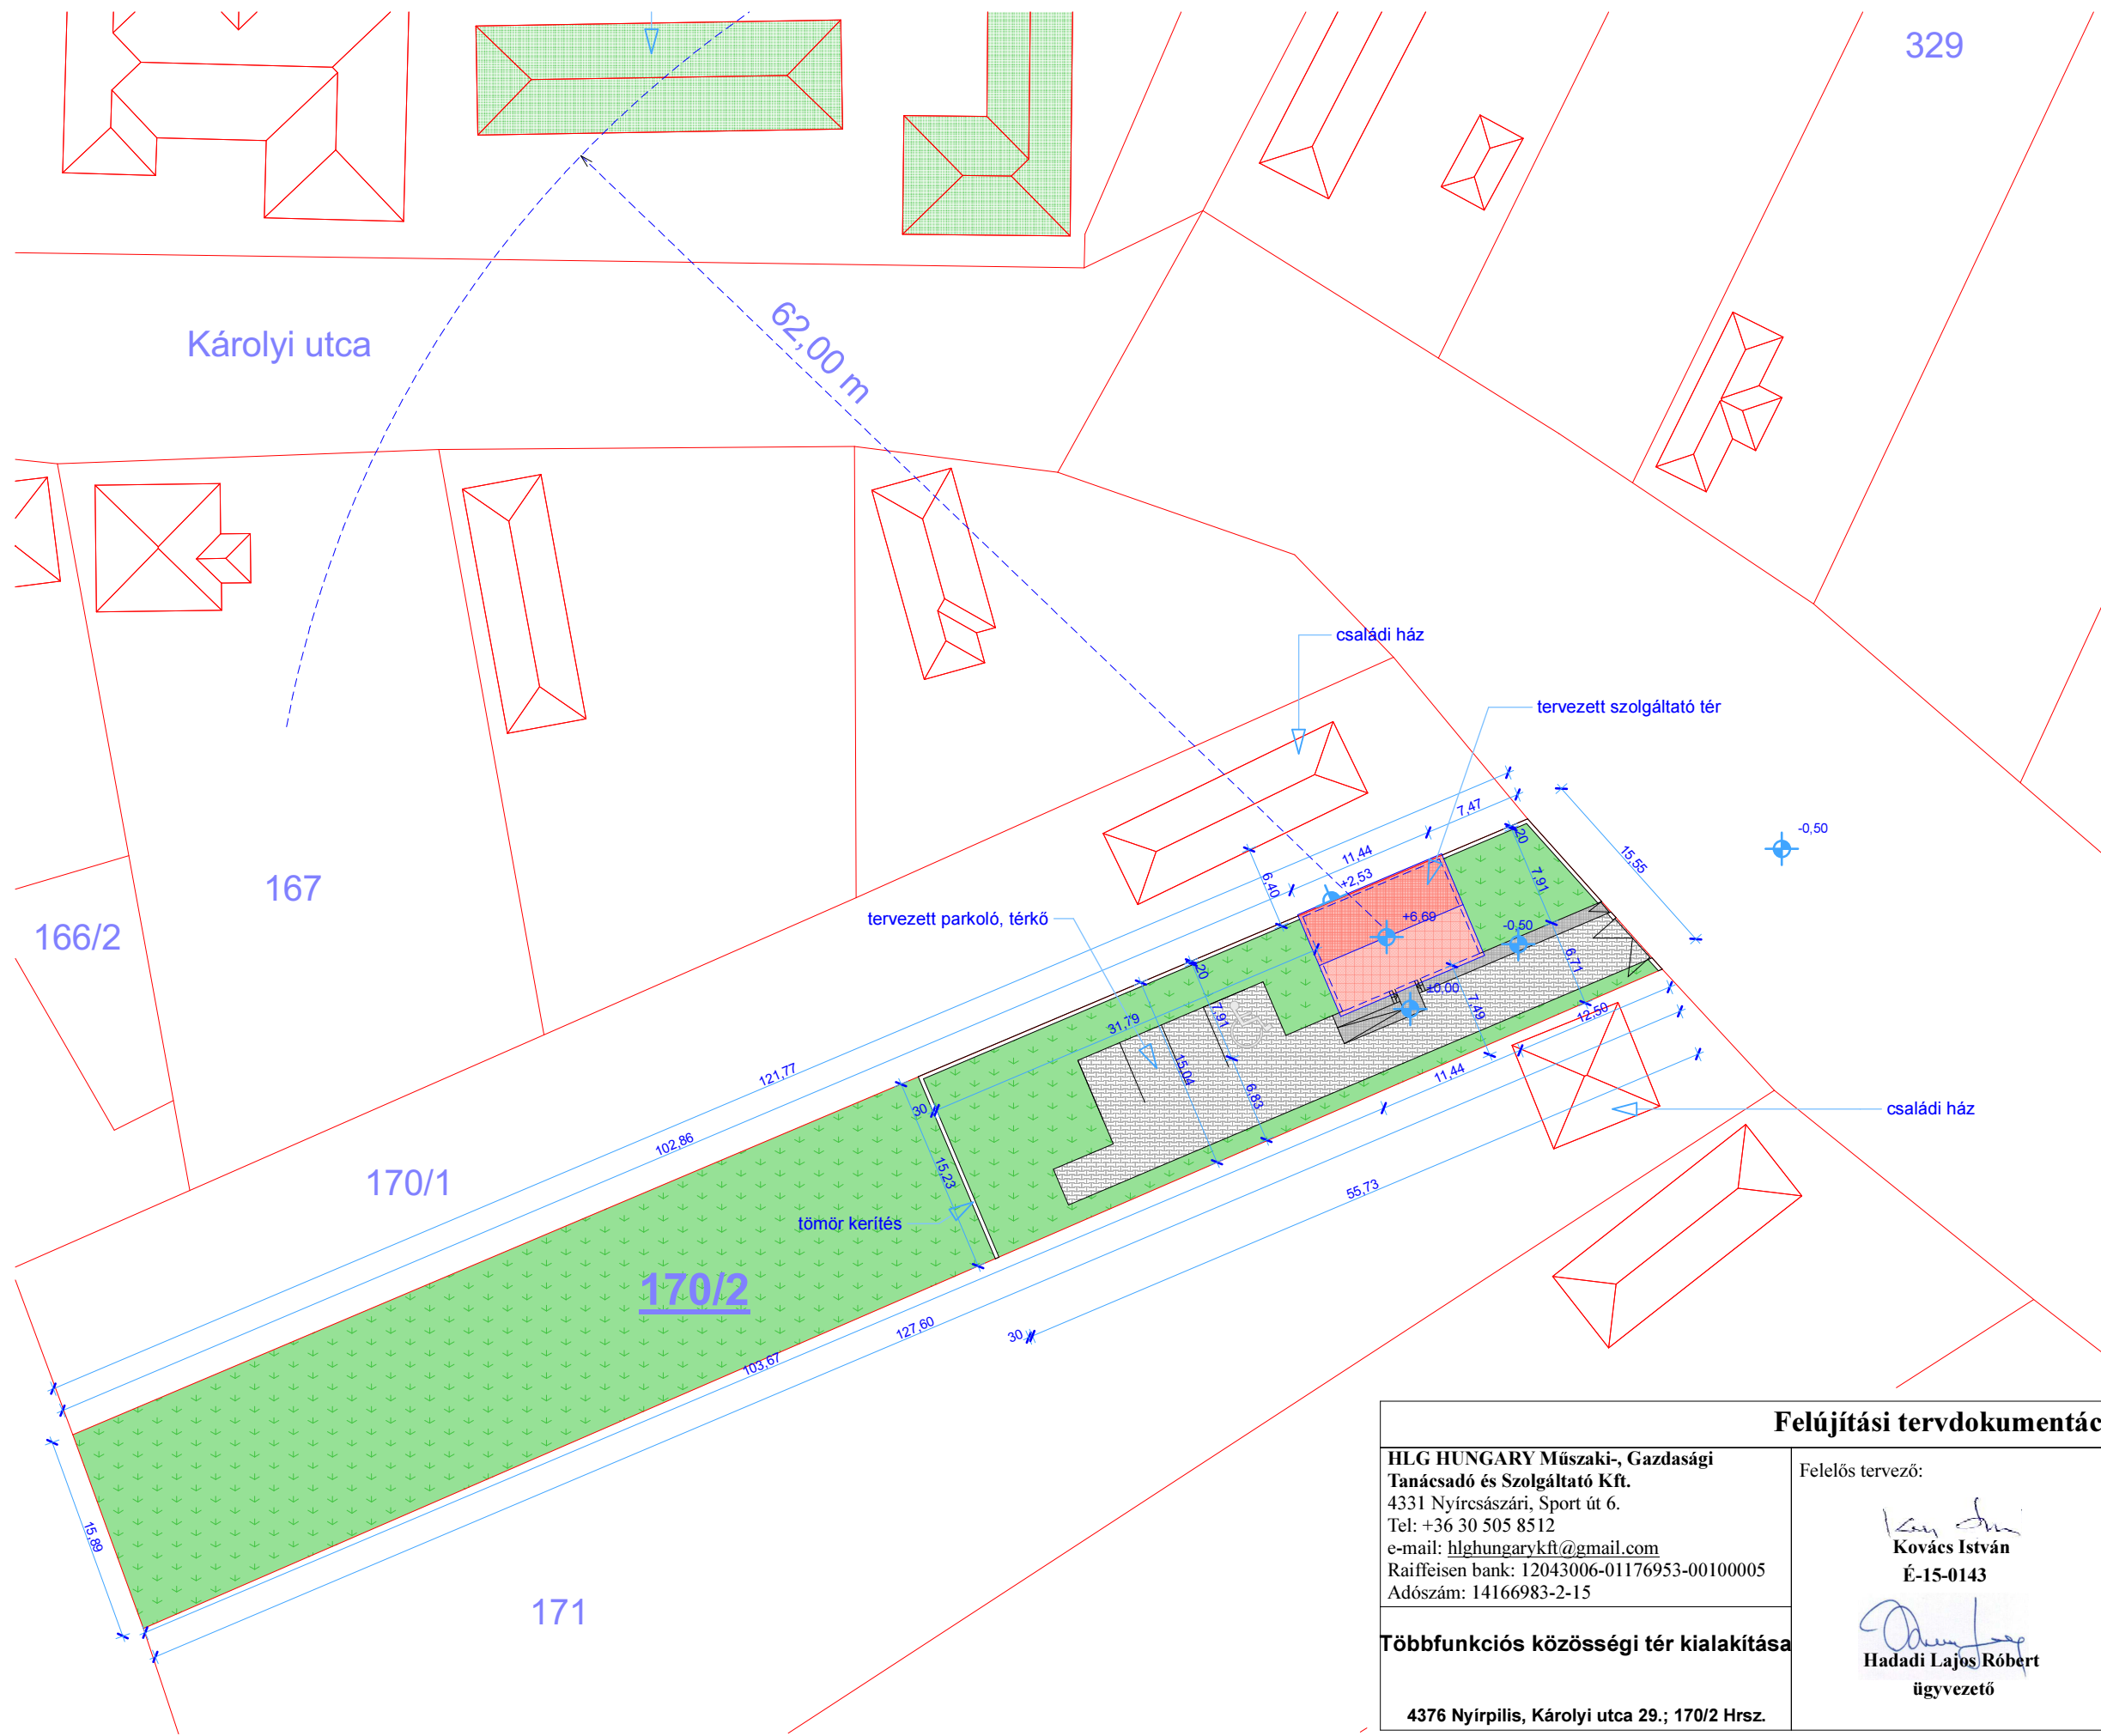 329
Károlyi utca
62,00 m
családi ház
tervezett szolgáltató tér
7,47
-0,50
20
11,44
15,55
6,40
+2,53
7,91
167
tervezett parkoló, térkő
+6,69
-0,50
166/2
6,71
20
±0,00
7,91
7,49
31,79
12,50
15,04
121,77
11,44
6,83
30
családi ház
102,86
15,23
170/1
55,73
tömör kerítés
170/2
127,60
30
103,67
15,89
171
Felújítási tervdokumentác
HLG HUNGARY Műszaki-, Gazdasági
Tanácsadó és Szolgáltató Kft.
4331 Nyírcsászári, Sport út 6.
Tel: +36 30 505 8512
e-mail: hlghungarykft@gmail.com
Raiffeisen bank: 12043006-01176953-00100005
Adószám: 14166983-2-15
Felelős tervező:
Kovács István
É-15-0143
Hadadi Lajos Róbert
ügyvezető
Többfunkciós közösségi tér kialakítása
4376 Nyírpilis, Károlyi utca 29.; 170/2 Hrsz.